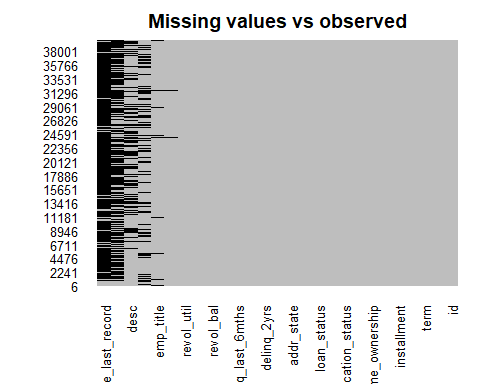 Missing values vs observed
38001
35766
33531
31296
29061
26826
24591
22356
20121
17886
15651
13416
11181
8946
6711
4476
2241
6
e_last_record
desc
emp_title
revol_util
revol_bal
q_last_6mths
delinq_2yrs
addr_state
loan_status
cation_status
me_ownership
installment
term
id